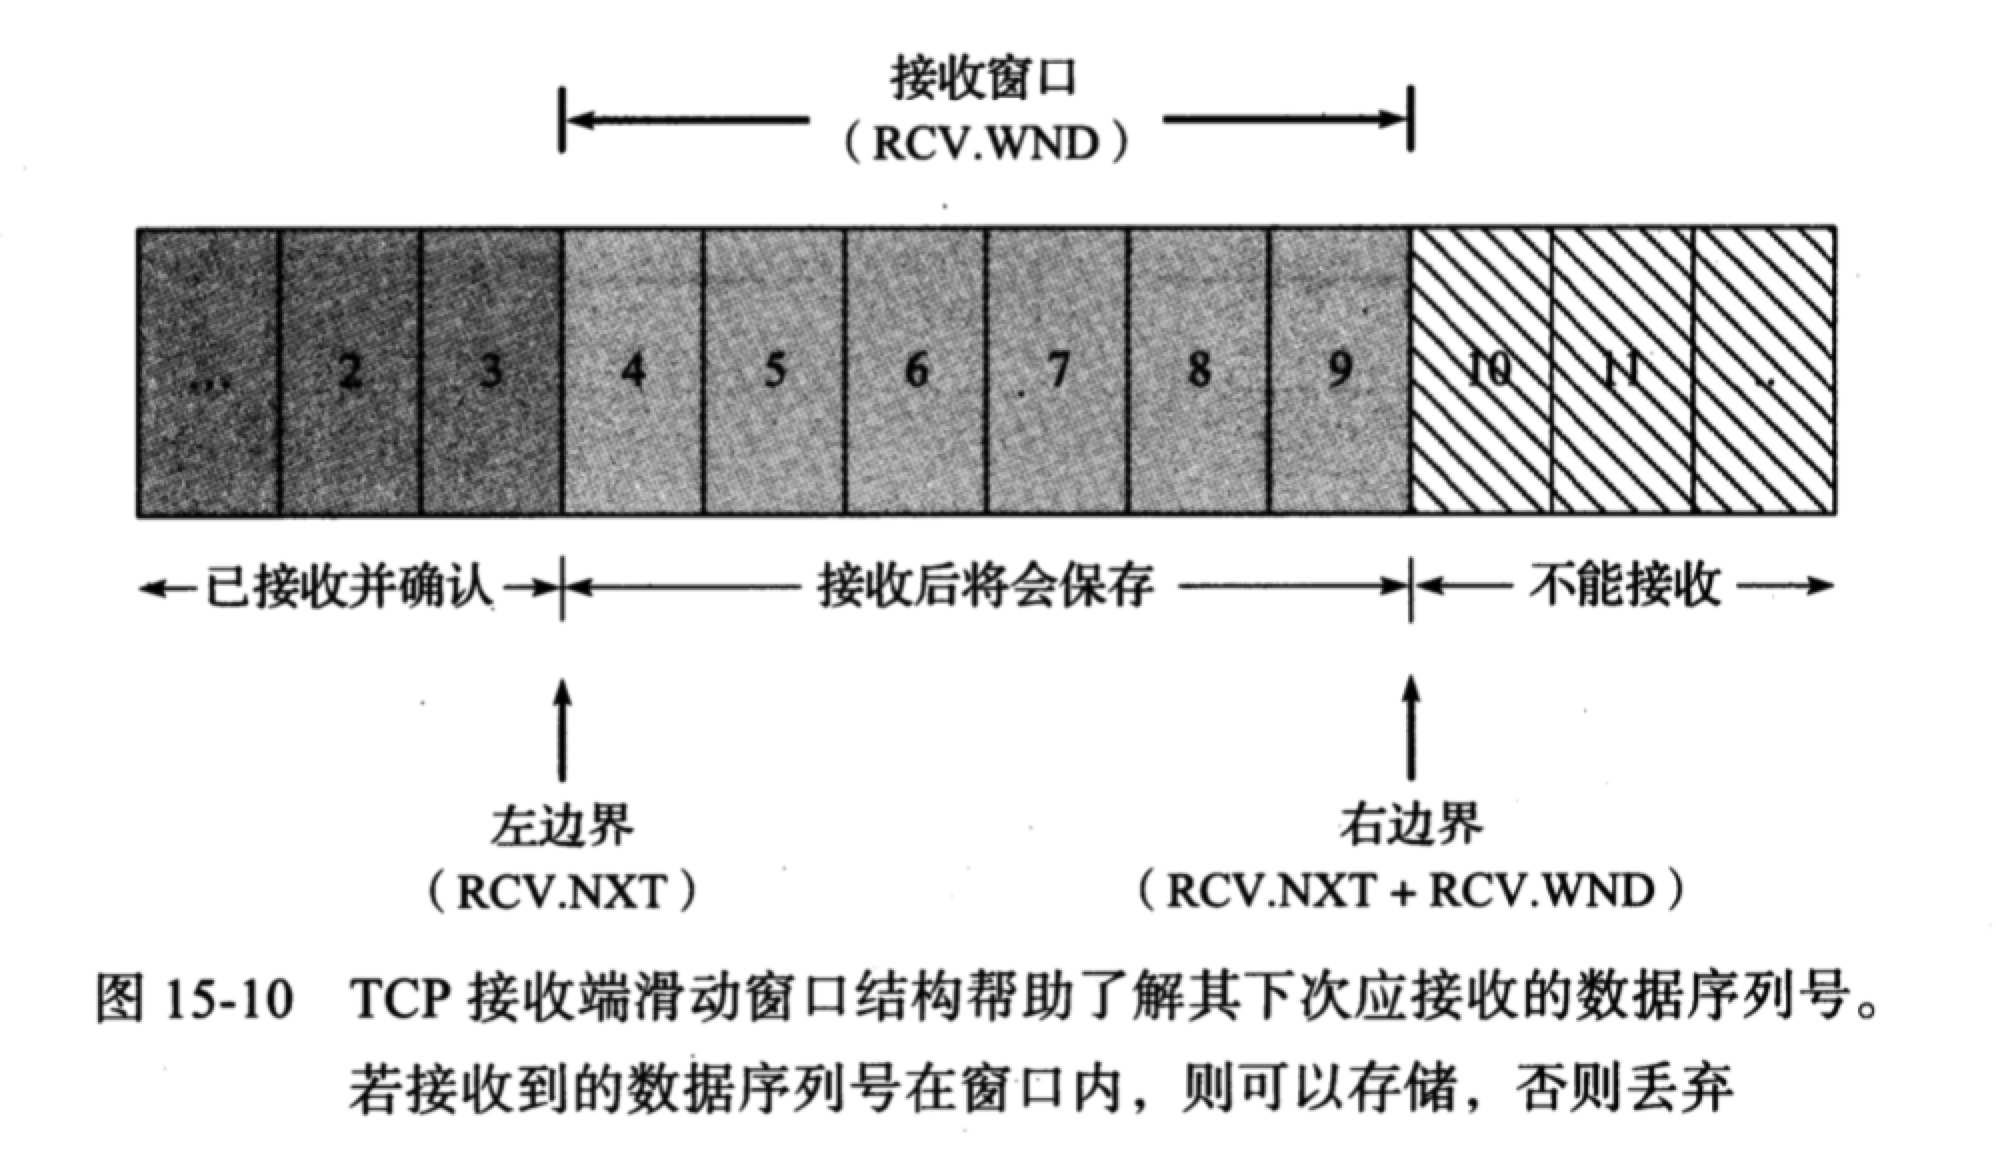 接收窗口
（RCV.WND）
... 2 3 4 5 6 7 8 9 10 11 ..
已接收并确认 接收后将会保存 不能接收
左边界 右边界
（RCV.NXT） （RCV.NXT + RCV.WND）
图 15-10 TCP 接收端滑动窗口结构帮助了解其下次应接收的数据序列号。
若接收到的数据序列号在窗口内，则可以存储，否则丢弃